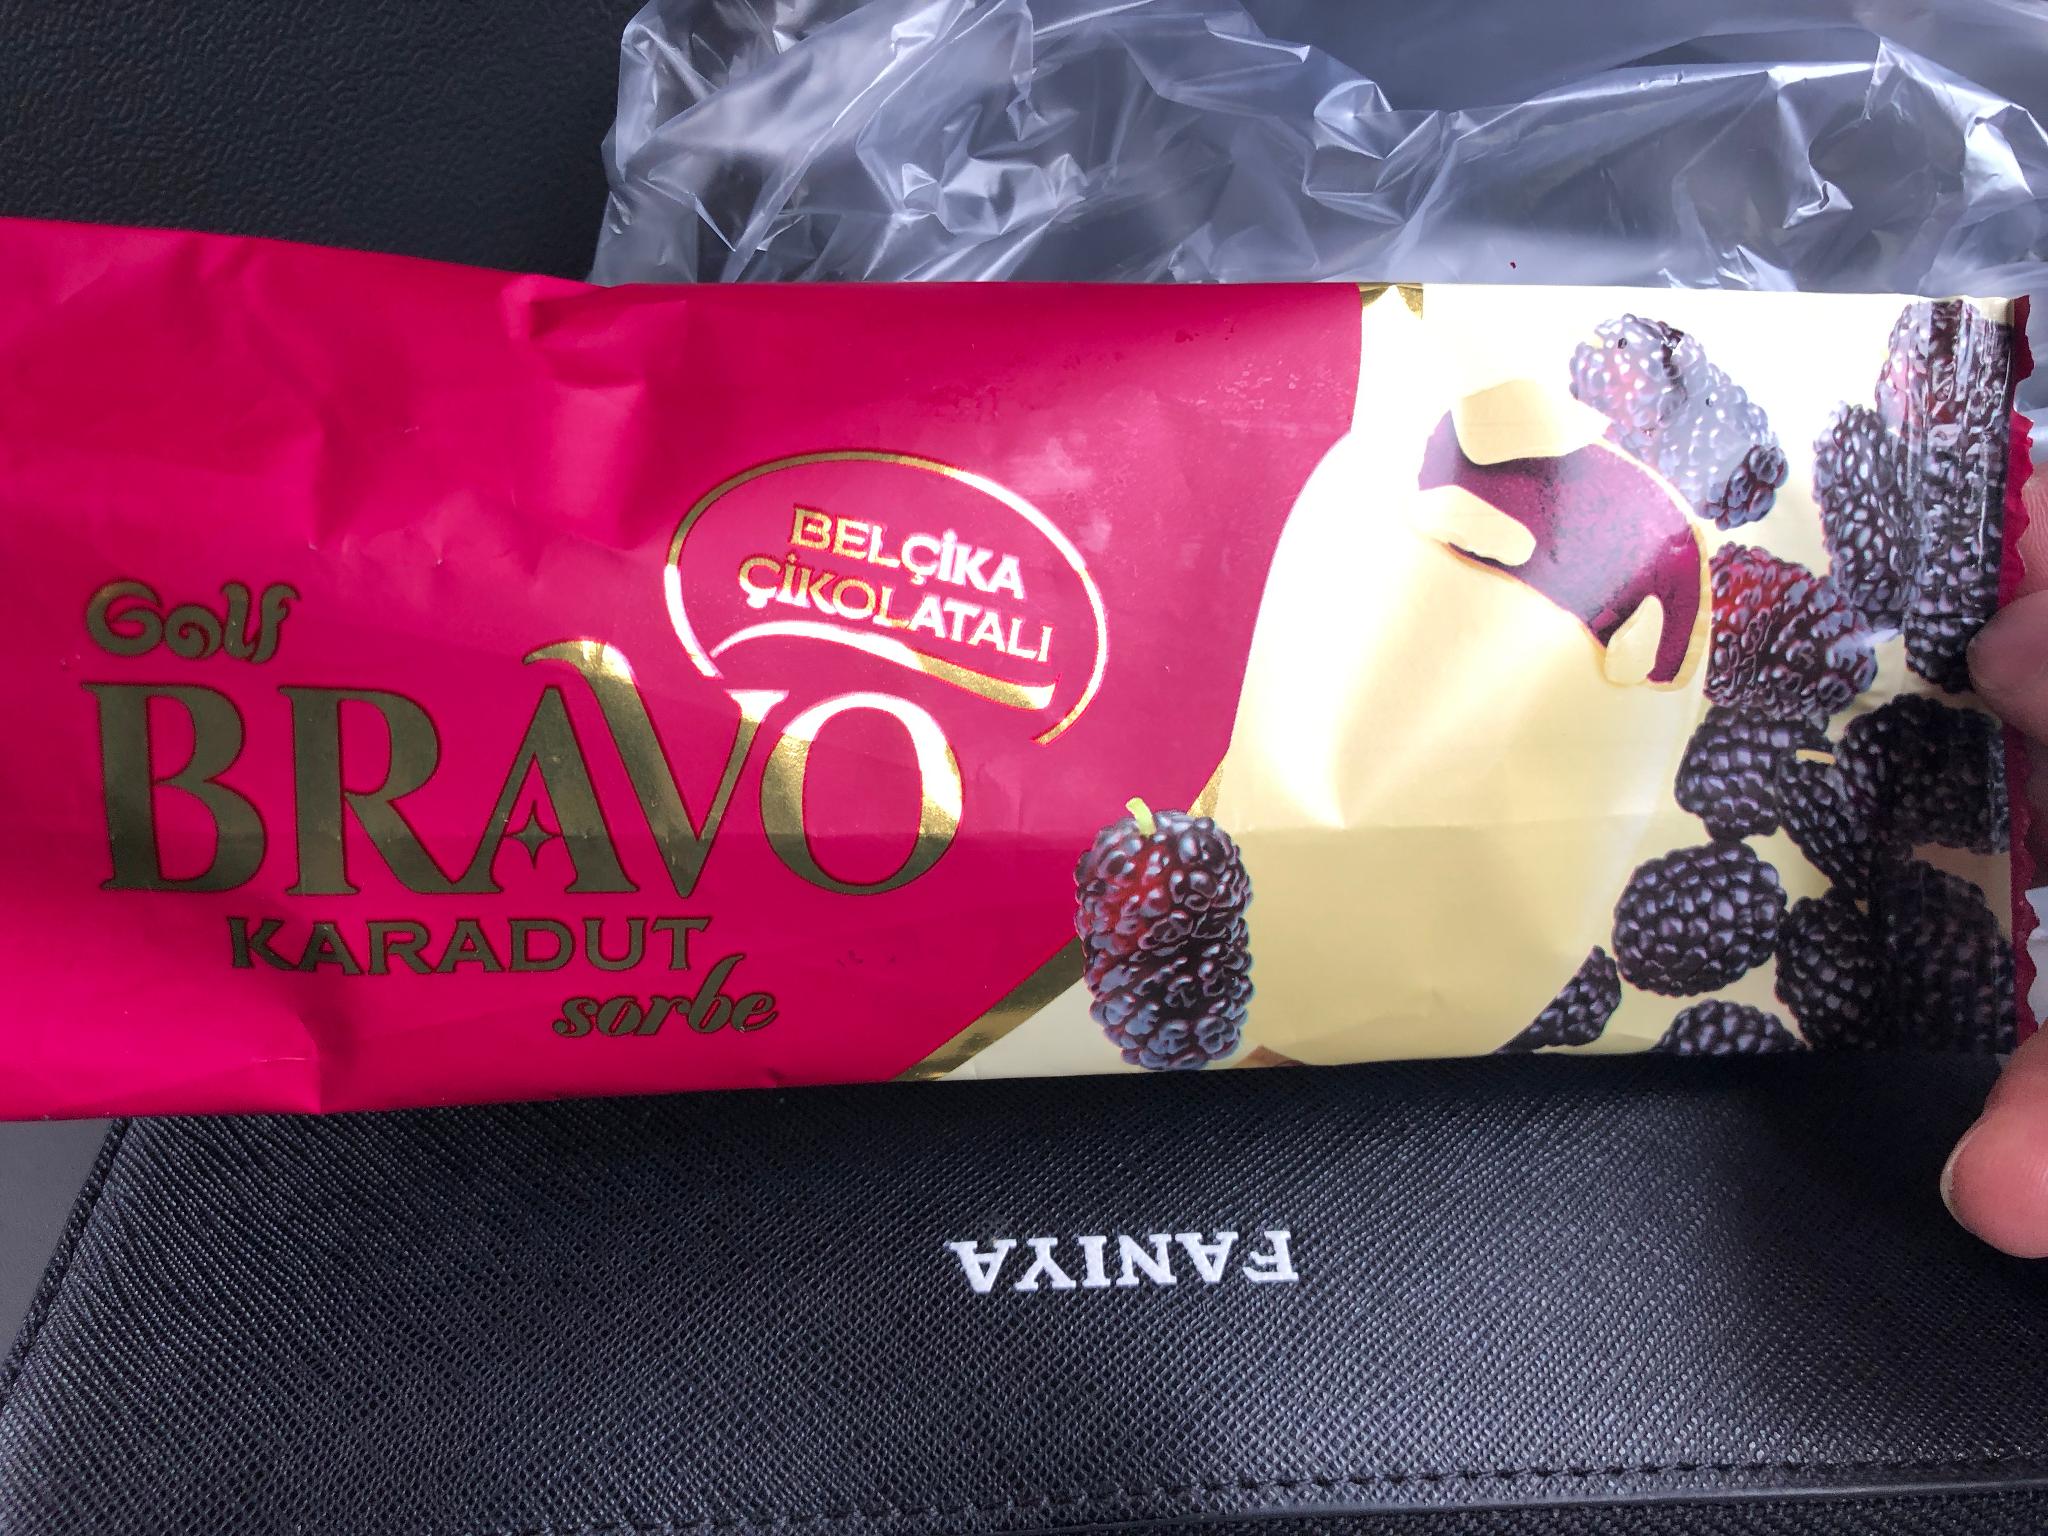 BELÇİKA
ÇİKOLATALI
Golf
BRAVO
KARADUT
sorbe
FANIYA